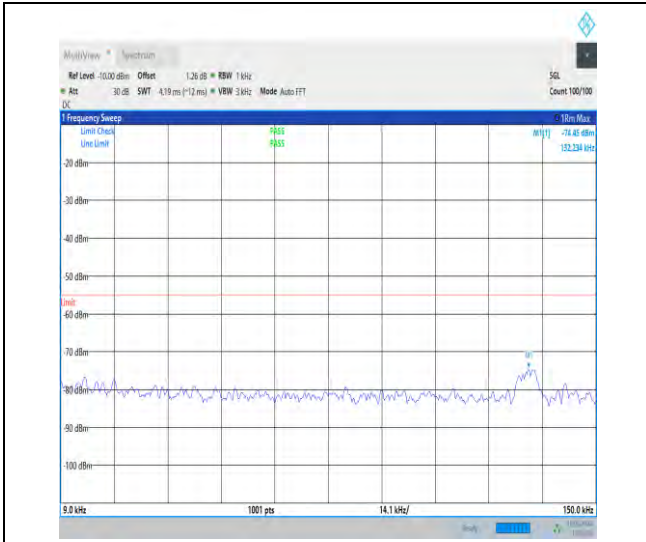 MultiView Spectrum
Ref Level -10.00 dBm Offset 1.26 dB RBW 1 kHz SGL
Att 30 dB SWT 4.19 ms (~12 ms) VBW 3 kHz Mode Auto FFT Count 100/100
DC
1 Frequency Sweep 1Rm Max
Limit Check PASS M1[1] -74.45 dBm
Line Limit PASS 132.234 kHz
-20 dBm
-30 dBm
-40 dBm
-50 dBm
Limit
-60 dBm
-70 dBm
M1
-80 dBm
-90 dBm
-100 dBm
9.0 kHz 1001 pts 14.1 kHz/ 150.0 kHz
Ready